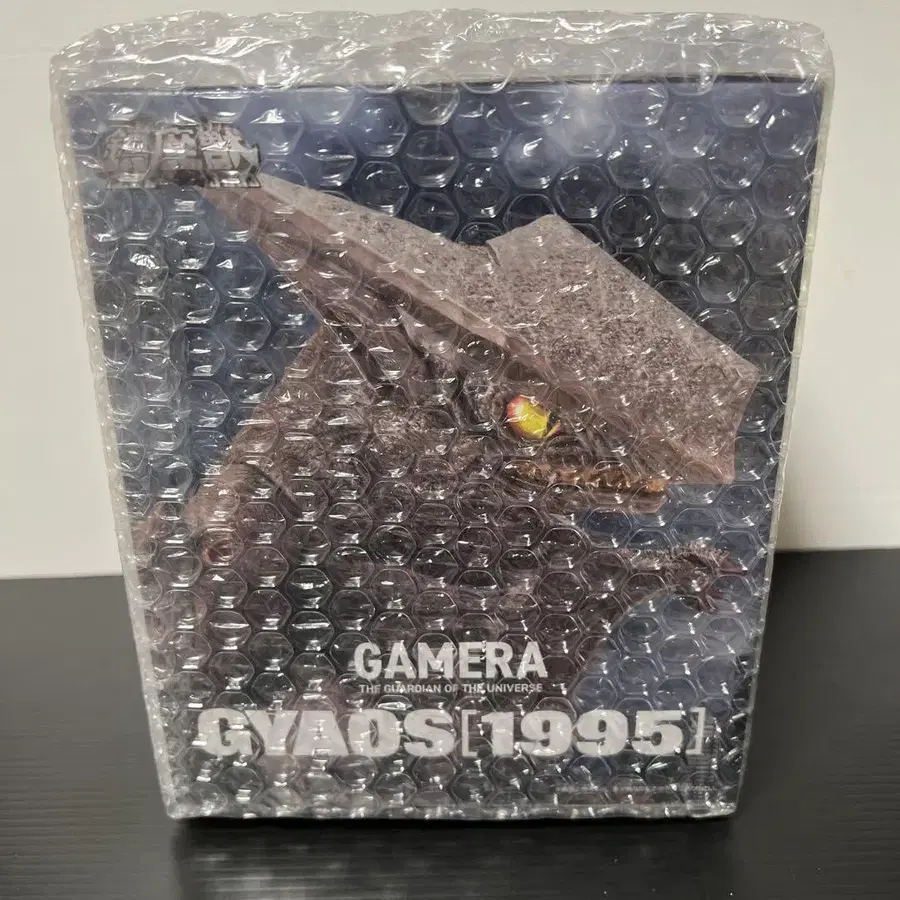 GAMERA
THE GUARDIAN OF THE UNIVERSE
GYAOS[1995]